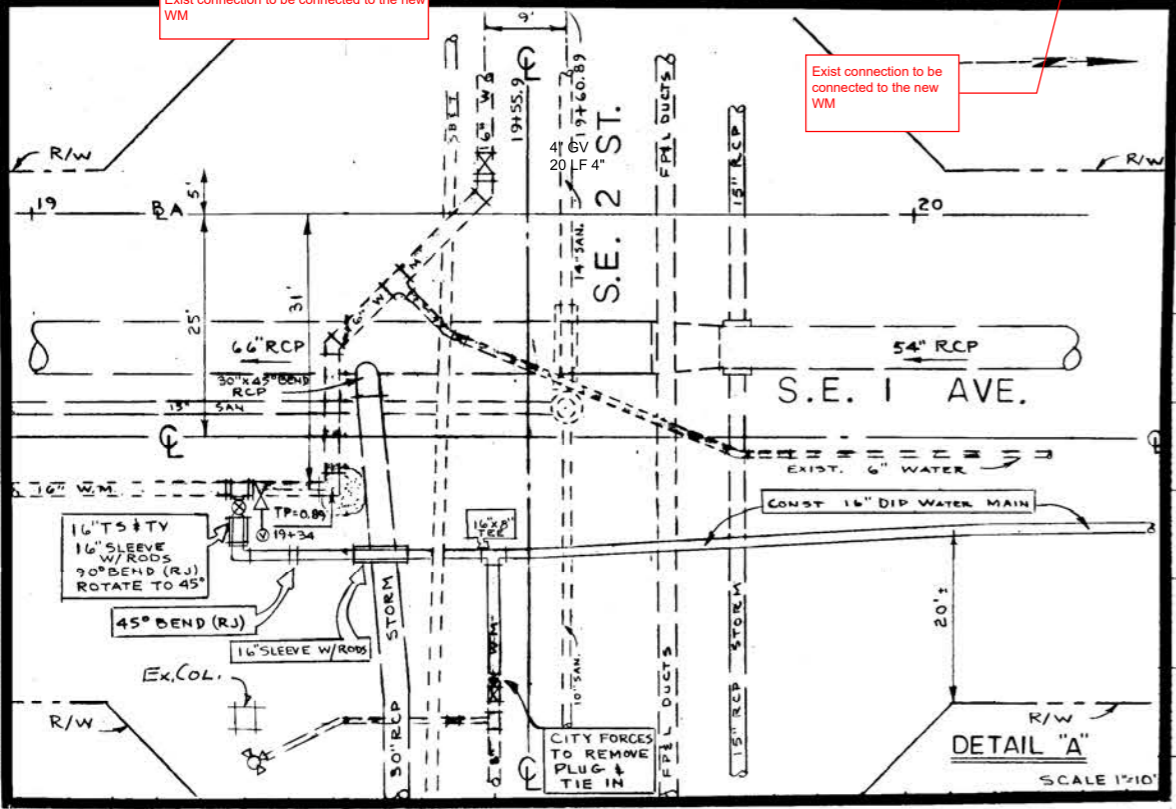 Exist connection to be connected to the new
WM
Exist connection to be
connected to the new
WM
9'
R/W
R/W
5'
19
20
16" W
19+55.9
19+60.89
4" GV
20 LF 4"
14" SAN.
S.E. 2 ST.
FP&L DUCTS
15" RCP
25'
31'
66" RCP
54" RCP
30"x45° BEND
RCP
SAN
S.E. 1 AVE.
EXIST. 6" WATER
16" W.M.
TP=0.89
19+34
CONST 16" DIP WATER MAIN
16" TS & TV
16" SLEEVE
W/RODS
90° BEND (RJ)
ROTATE TO 45°
16"x8"
TEE
45° BEND (RJ)
16" SLEEVE W/RODS
STORM
STORM
20'±
EX. COL.
W.M.
10" SAN.
R/W
R/W
30" RCP
8"
CITY FORCES
TO REMOVE
PLUG &
TIE IN
FP&L DUCTS
15" RCP
DETAIL "A"
SCALE 1"=10'